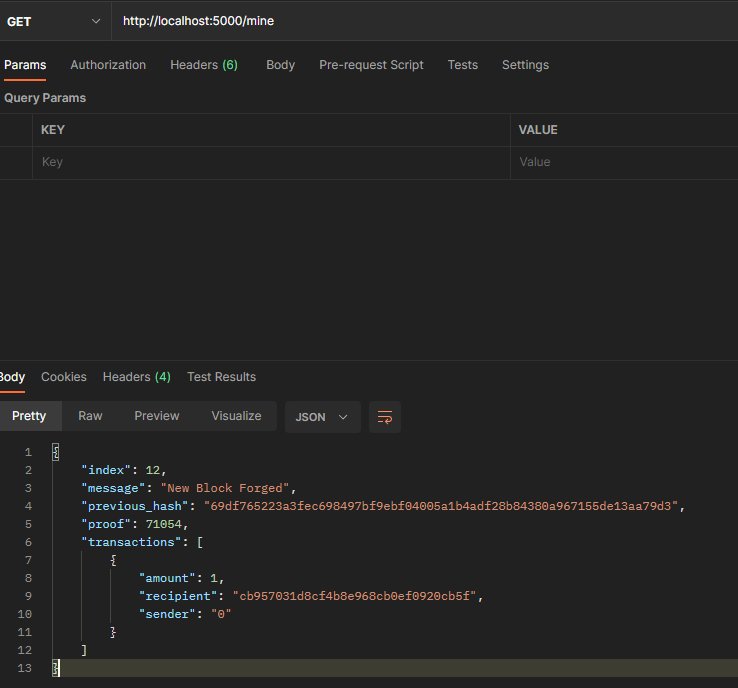 GET http://localhost:5000/mine
Params Authorization Headers (6) Body Pre-request Script Tests Settings
Query Params
KEY VALUE
Key Value
Body Cookies Headers (4) Test Results
Pretty Raw Preview Visualize JSON
1 {
2 "index": 12,
3 "message": "New Block Forged",
4 "previous_hash": "69df765223a3fec698497bf9ebf04005a1b4adf28b84380a967155de13aa79d3",
5 "proof": 71054,
6 "transactions": [
7 {
8 "amount": 1,
9 "recipient": "cb957031d8cf4b8e968cb0ef0920cb5f",
10 "sender": "0"
11 }
12 ]
13 }